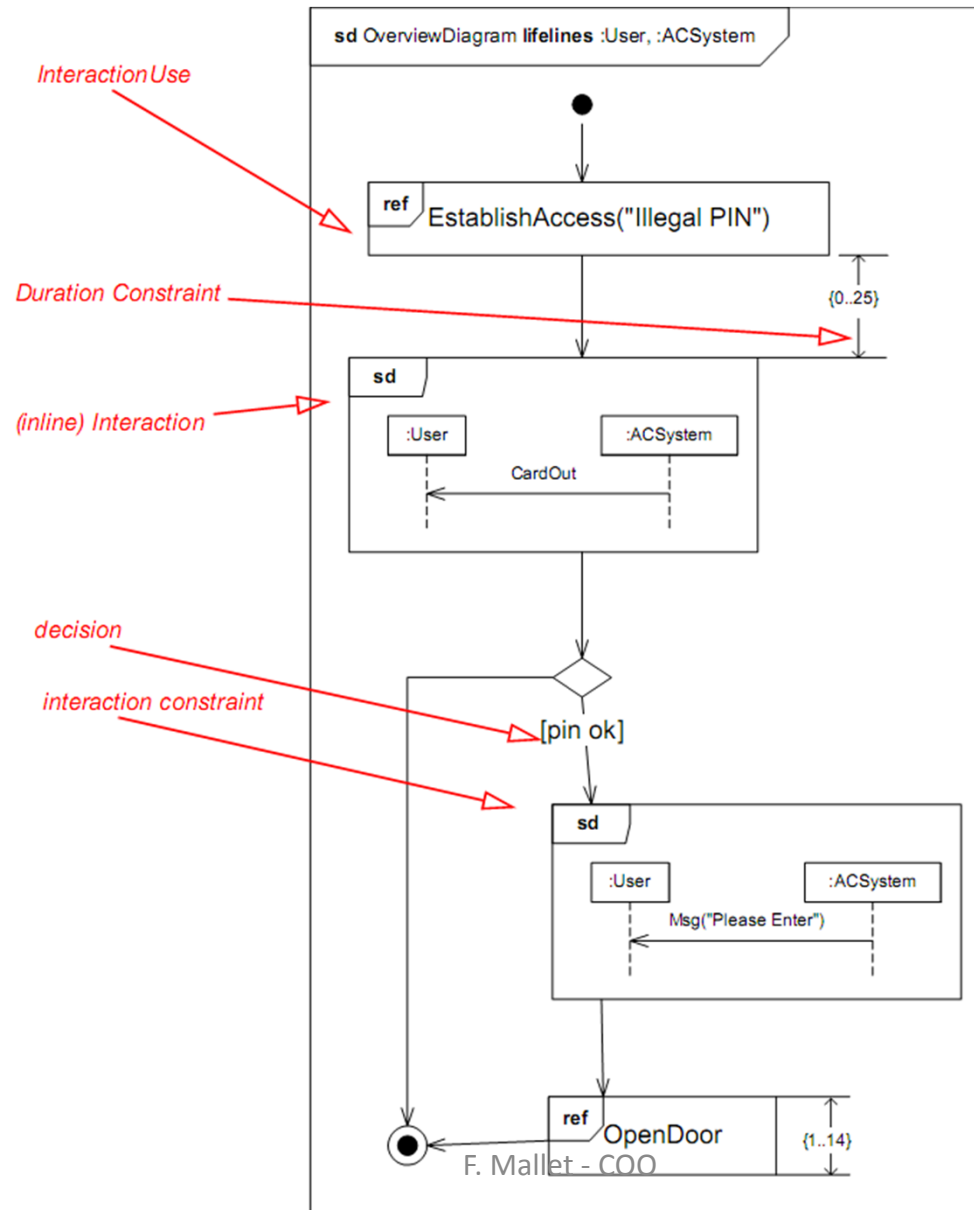 sd OverviewDiagram lifelines :User, :ACSystem
InteractionUse
ref
EstablishAccess("Illegal PIN")
Duration Constraint
{0..25}
sd
(inline) Interaction
:User
:ACSystem
CardOut
decision
interaction constraint
[pin ok]
sd
:User
:ACSystem
Msg("Please Enter")
ref
OpenDoor
{1..14}
F. Mallet - COO